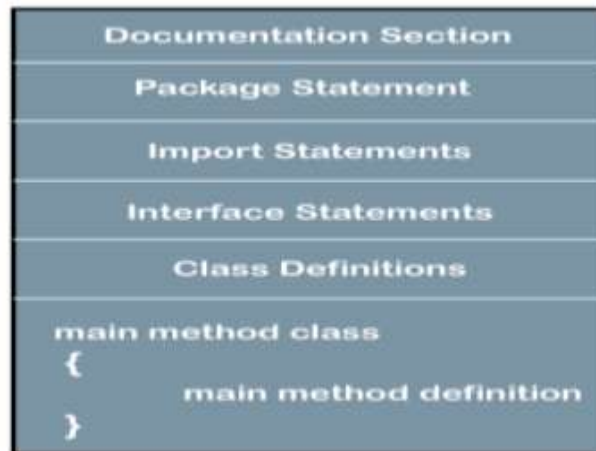 Documentation Section
Package Statement
Import Statements
Interface Statements
Class Definitions
main method class
{
main method definition
}